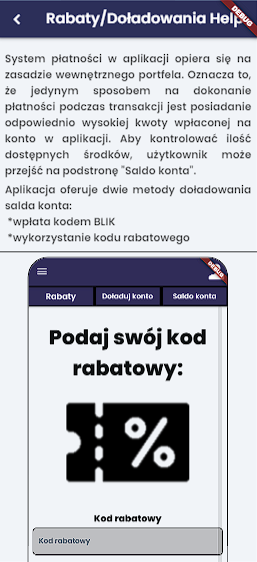 Rabaty/Doładowania Help
DEBUG
System płatności w aplikacji opiera się na
zasadzie wewnętrznego portfela. Oznacza to,
że jedynym sposobem na dokonanie
płatności podczas transakcji jest posiadanie
odpowiednio wysokiej kwoty wpłaconej na
konto w aplikacji. Aby kontrolować ilość
dostępnych środków, użytkownik może
przejść na podstronę "Saldo konta".
Aplikacja oferuje dwie metody doładowania
salda konta:
*wpłata kodem BLIK
*wykorzystanie kodu rabatowego
DEBUG
Rabaty
Doładuj konto
Saldo konta
Podaj swój kod
rabatowy:
%
Kod rabatowy
Kod rabatowy